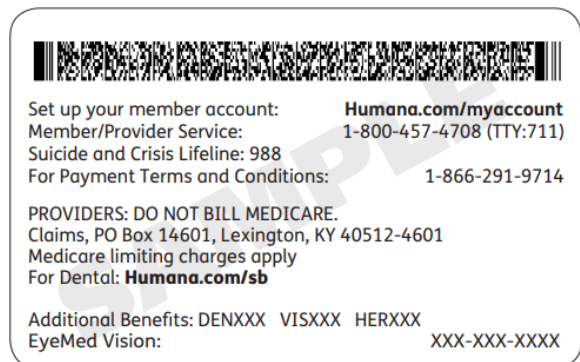 Set up your member account: Humana.com/myaccount
Member/Provider Service: 1-800-457-4708 (TTY:711)
Suicide and Crisis Lifeline: 988
For Payment Terms and Conditions: 1-866-291-9714
PROVIDERS: DO NOT BILL MEDICARE.
Claims, PO Box 14601, Lexington, KY 40512-4601
Medicare limiting charges apply
For Dental: Humana.com/sb
Additional Benefits: DENXXX VISXXX HERXXX
EyeMed Vision: XXX-XXX-XXXX
SAMPLE